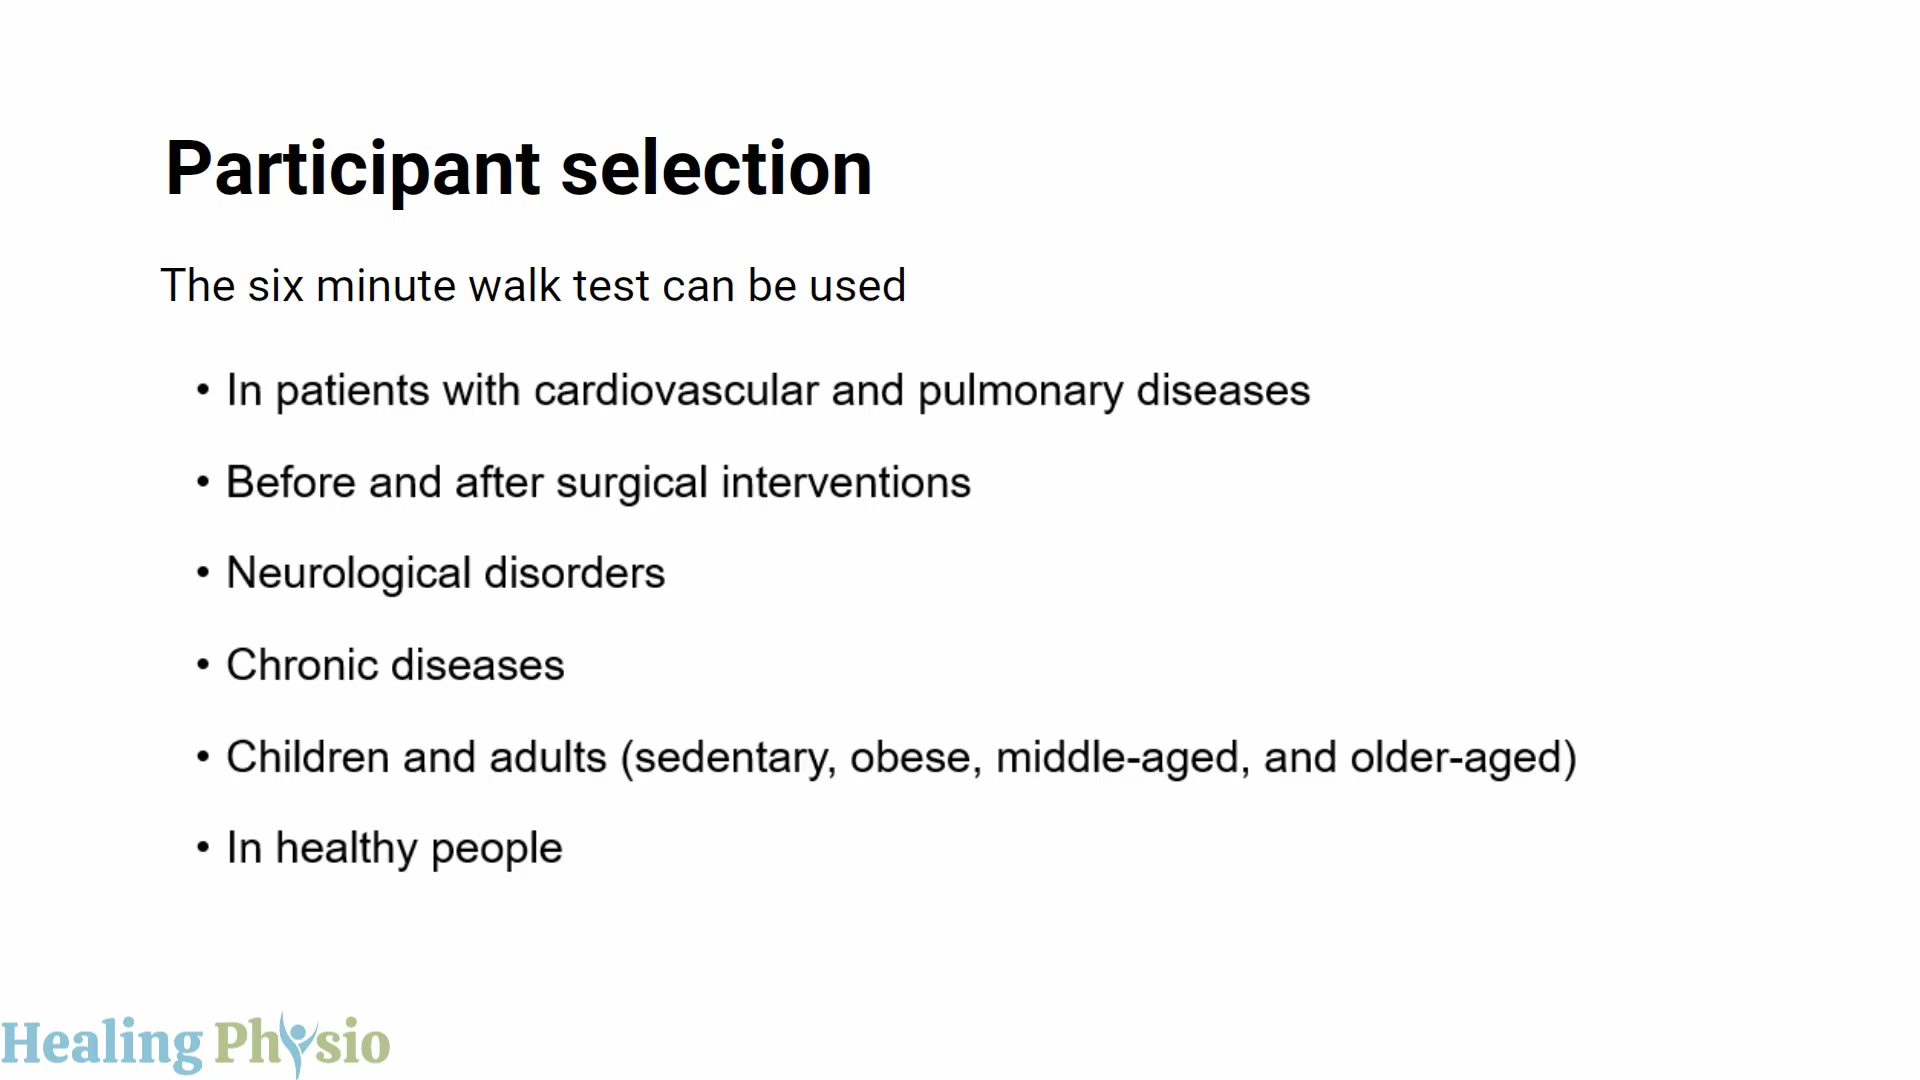 Participant selection
The six minute walk test can be used
• In patients with cardiovascular and pulmonary diseases
• Before and after surgical interventions
• Neurological disorders
• Chronic diseases
• Children and adults (sedentary, obese, middle-aged, and older-aged)
• In healthy people
Healing Physio